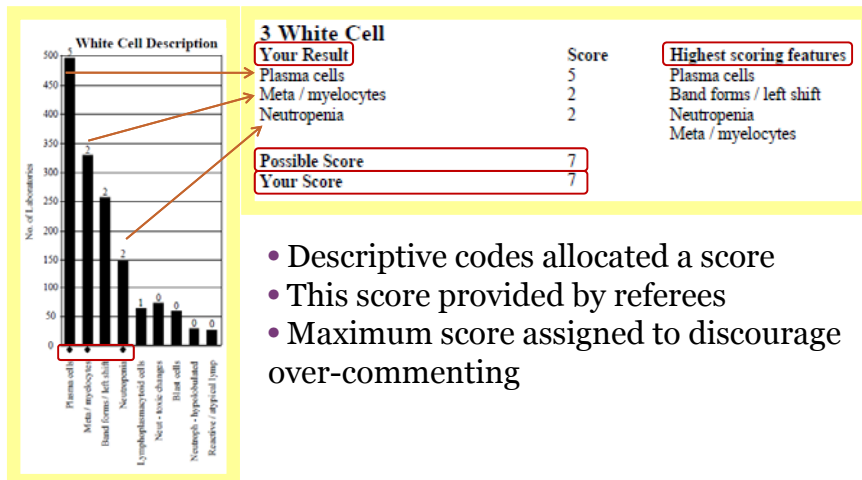 White Cell Description
No. of Laboratories
500
450
400
350
300
250
200
150
100
50
0
5
2
2
2
1
0
0
0
0
Plasma cells
Meta / myelocytes
Band forms / left shift
Neutropenia
Lymphoplasmacytoid cells
Neut - toxic changes
Blast cells
Neutroph - hypolobulated
Reactive / atypical lymp
3 White Cell
Your Result Score Highest scoring features
Plasma cells 5 Plasma cells
Meta / myelocytes 2 Band forms / left shift
Neutropenia 2 Neutropenia
Meta / myelocytes
Possible Score 7
Your Score 7
• Descriptive codes allocated a score
• This score provided by referees
• Maximum score assigned to discourage
over-commenting